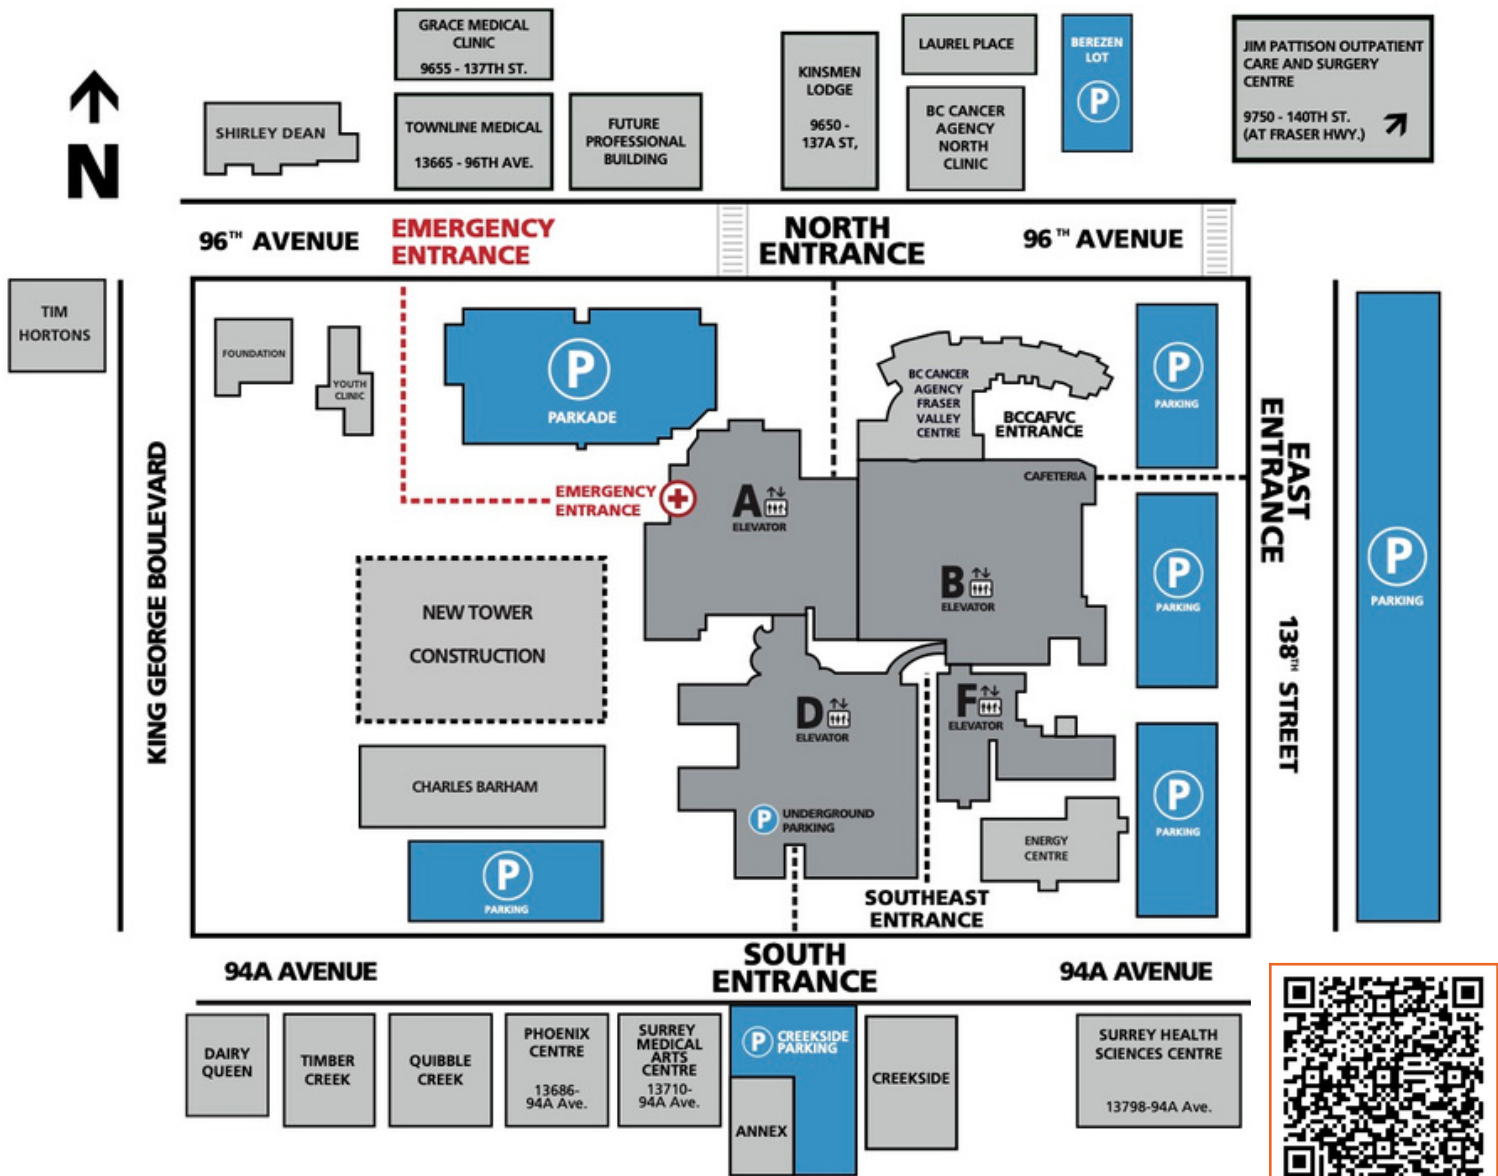 GRACE MEDICAL
CLINIC
9655 - 137TH ST.
SHIRLEY DEAN
TOWNLINE MEDICAL
13665 - 96TH AVE.
FUTURE
PROFESSIONAL
BUILDING
KINSMEN
LODGE
9650 -
137A ST,
LAUREL PLACE
BC CANCER
AGENCY
NORTH
CLINIC
BEREZEN
LOT
P
JIM PATTISON OUTPATIENT
CARE AND SURGERY
CENTRE
9750 - 140TH ST.
(AT FRASER HWY.)
N
96TH AVENUE
EMERGENCY
ENTRANCE
NORTH
ENTRANCE
96TH AVENUE
TIM
HORTONS
KING GEORGE BOULEVARD
FOUNDATION
YOUTH
CLINIC
P
PARKADE
BC CANCER
AGENCY
FRASER
VALLEY
CENTRE
BCCAFVC
ENTRANCE
CAFETERIA
P
PARKING
EAST
ENTRANCE
138TH STREET
P
PARKING
EMERGENCY
ENTRANCE
A
ELEVATOR
B
ELEVATOR
P
PARKING
NEW TOWER
CONSTRUCTION
D
ELEVATOR
F
ELEVATOR
CHARLES BARHAM
P
UNDERGROUND
PARKING
ENERGY
CENTRE
P
PARKING
P
PARKING
SOUTHEAST
ENTRANCE
94A AVENUE
SOUTH
ENTRANCE
94A AVENUE
DAIRY
QUEEN
TIMBER
CREEK
QUIBBLE
CREEK
PHOENIX
CENTRE
13686-
94A Ave.
SURREY
MEDICAL
ARTS
CENTRE
13710-
94A Ave.
P
CREEKSIDE
PARKING
ANNEX
CREEKSIDE
SURREY HEALTH
SCIENCES CENTRE
13798-94A Ave.